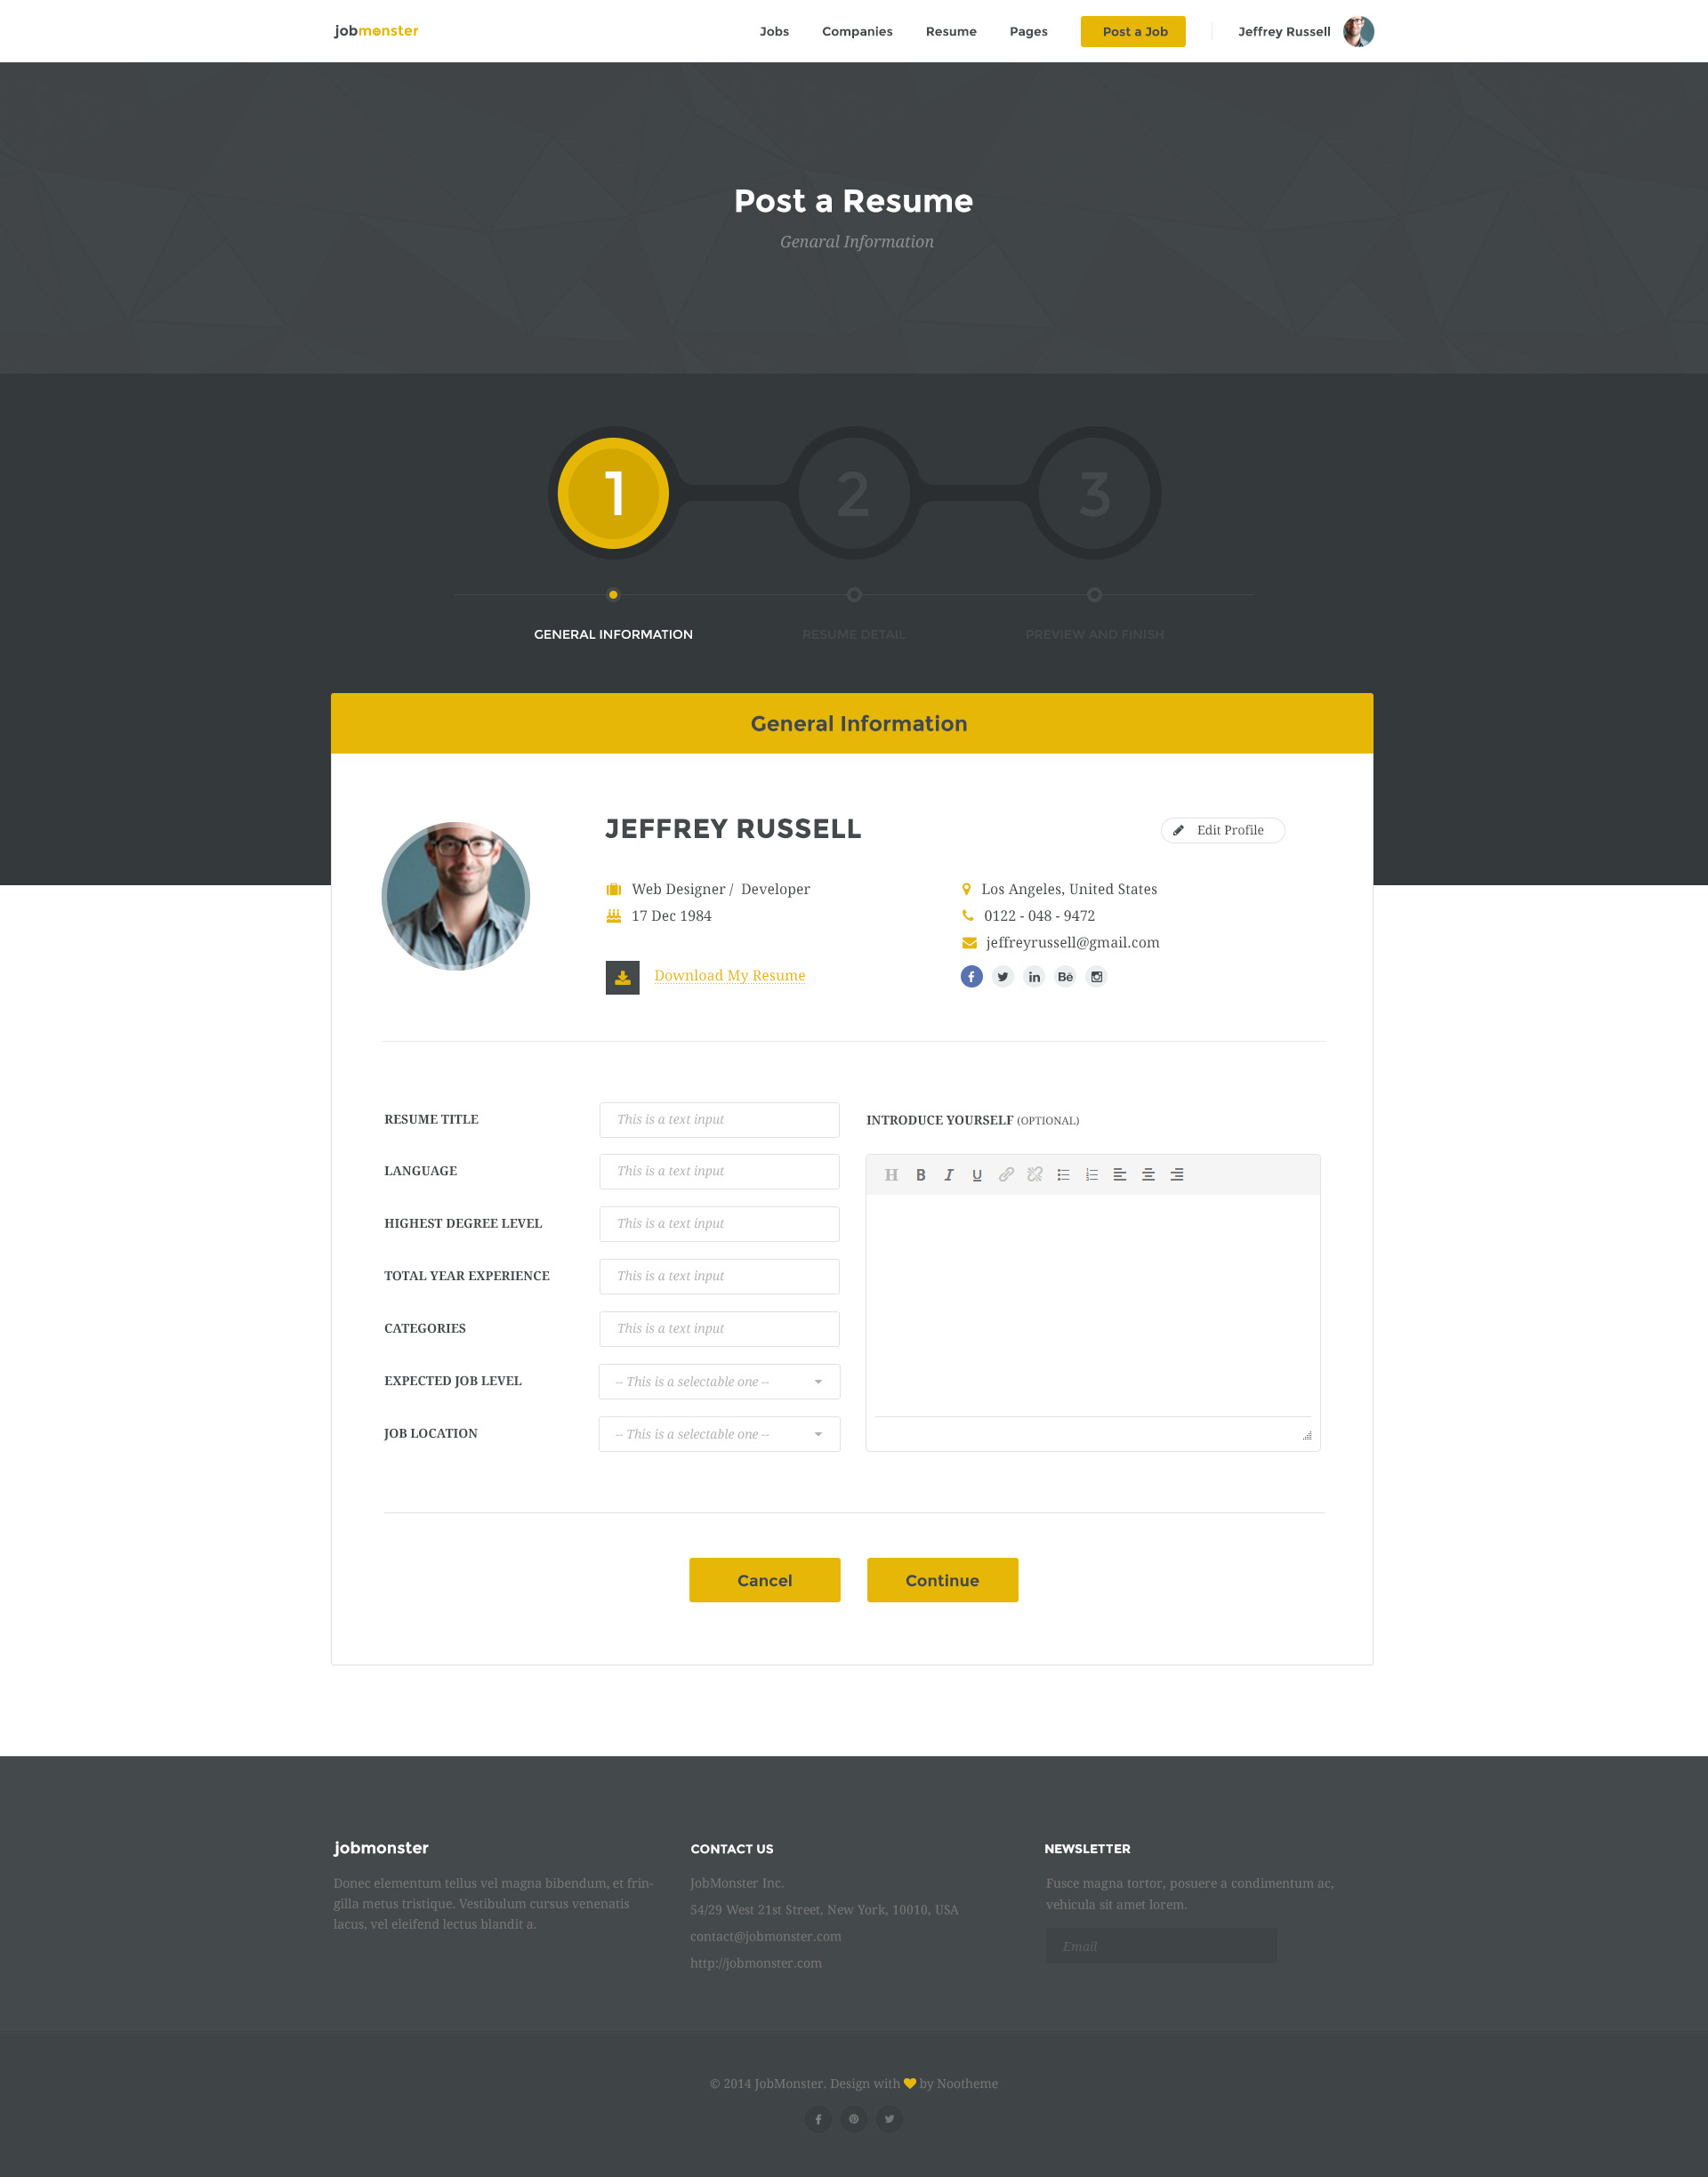 jobmonster
Jobs Companies Resume Pages Post a Job Jeffrey Russell
Post a Resume
Genaral Information
1 2 3
GENERAL INFORMATION RESUME DETAIL PREVIEW AND FINISH
General Information
JEFFREY RUSSELL
Edit Profile
Web Designer / Developer
17 Dec 1984
Download My Resume
Los Angeles, United States
0122 - 048 - 9472
jeffreyrussell@gmail.com
f in Bē
RESUME TITLE This is a text input
LANGUAGE This is a text input
HIGHEST DEGREE LEVEL This is a text input
TOTAL YEAR EXPERIENCE This is a text input
CATEGORIES This is a text input
EXPECTED JOB LEVEL -- This is a selectable one --
JOB LOCATION -- This is a selectable one --
INTRODUCE YOURSELF (OPTIONAL)
H B I U
Cancel Continue
jobmonster
Donec elementum tellus vel magna bibendum, et frin-
gilla metus tristique. Vestibulum cursus venenatis
lacus, vel eleifend lectus blandit a.
CONTACT US
JobMonster Inc.
54/29 West 21st Street, New York, 10010, USA
contact@jobmonster.com
http://jobmonster.com
NEWSLETTER
Fusce magna tortor, posuere a condimentum ac,
vehicula sit amet lorem.
Email
© 2014 JobMonster. Design with by Nootheme